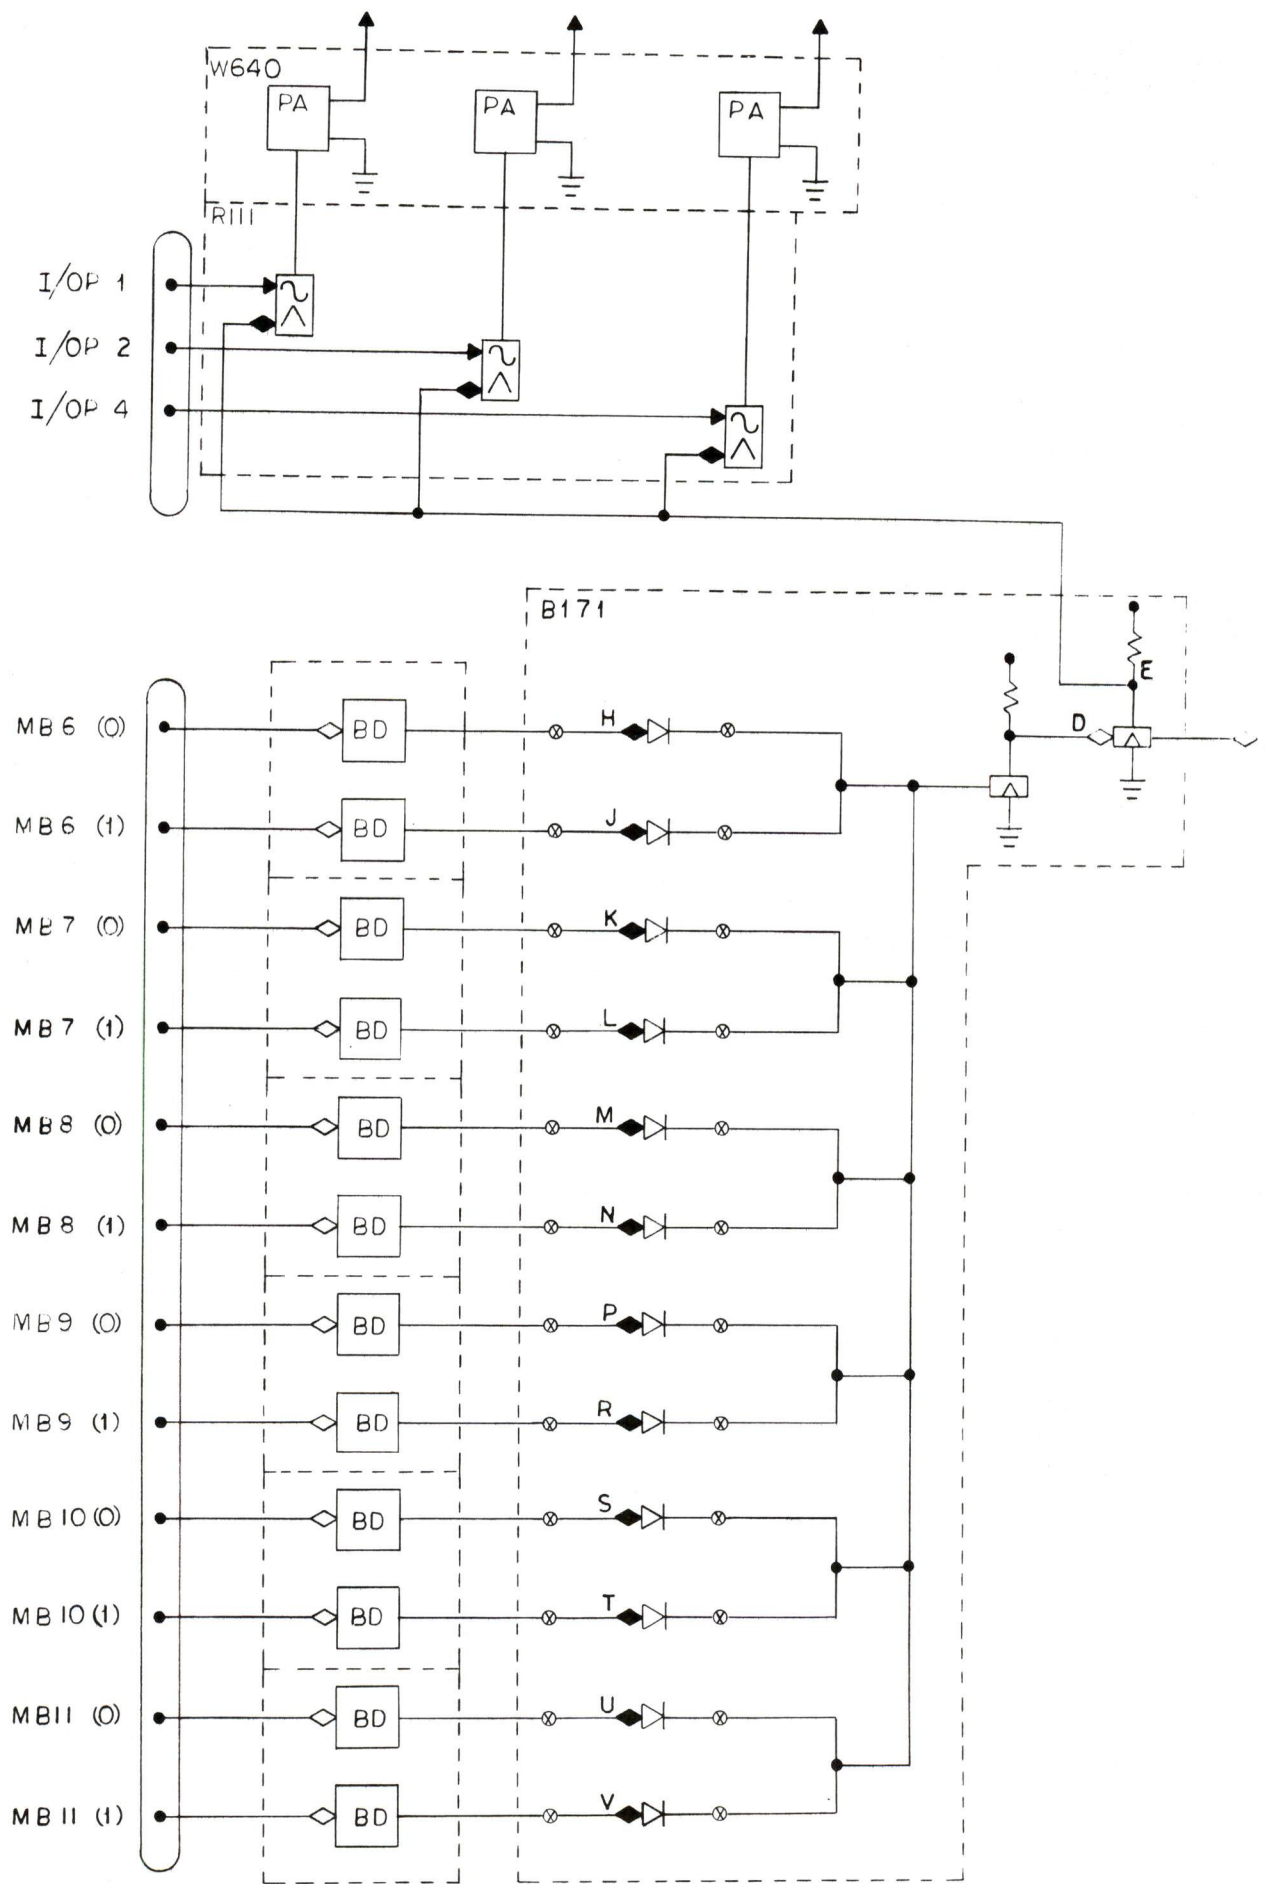 W640
PA
PA
PA
R111
I/OP 1
I/OP 2
I/OP 4
B171
E
D
MB6 (0)
BD
H
MB6 (1)
BD
J
MB7 (0)
BD
K
MB7 (1)
BD
L
MB8 (0)
BD
M
MB8 (1)
BD
N
MB9 (0)
BD
P
MB9 (1)
BD
R
MB10 (0)
BD
S
MB10 (1)
BD
T
MB11 (0)
BD
U
MB11 (1)
BD
V